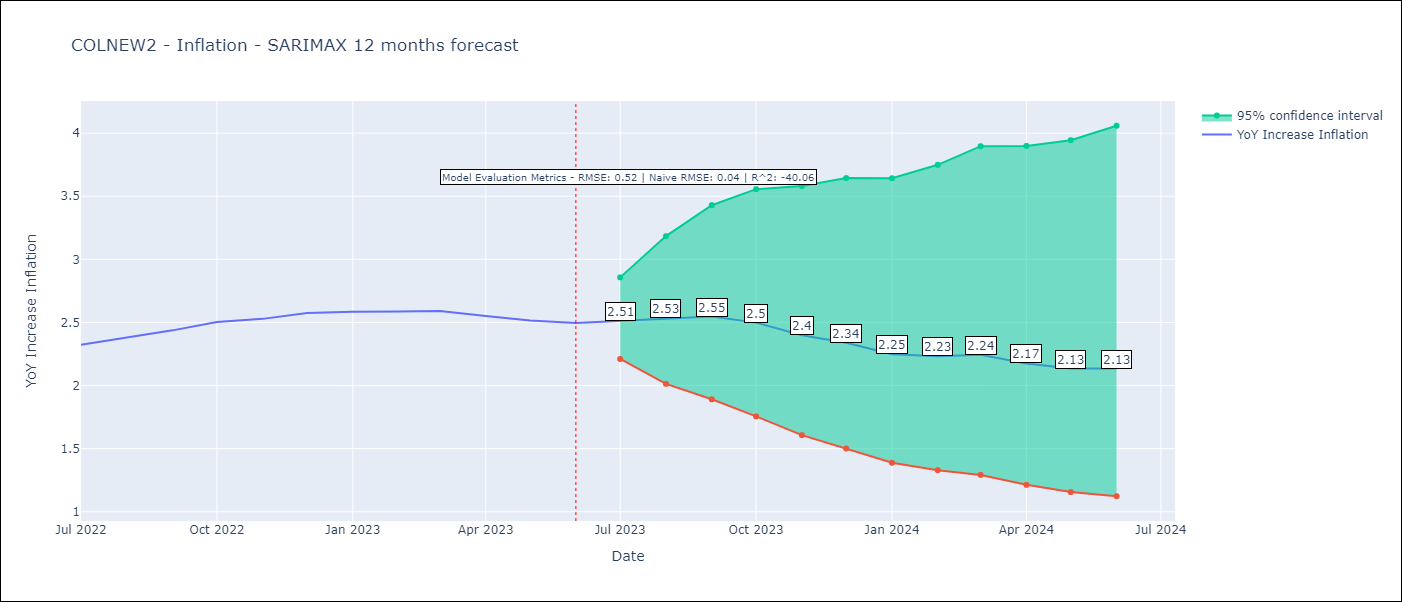 COLNEW2 - Inflation - SARIMAX 12 months forecast
95% confidence interval
YoY Increase Inflation
Model Evaluation Metrics - RMSE: 0.52 | Naive RMSE: 0.04 | R^2: -40.06
YoY Increase Inflation
4
3.5
3
2.5
2
1.5
1
2.51
2.53
2.55
2.5
2.4
2.34
2.25
2.23
2.24
2.17
2.13
2.13
Jul 2022
Oct 2022
Jan 2023
Apr 2023
Jul 2023
Oct 2023
Jan 2024
Apr 2024
Jul 2024
Date